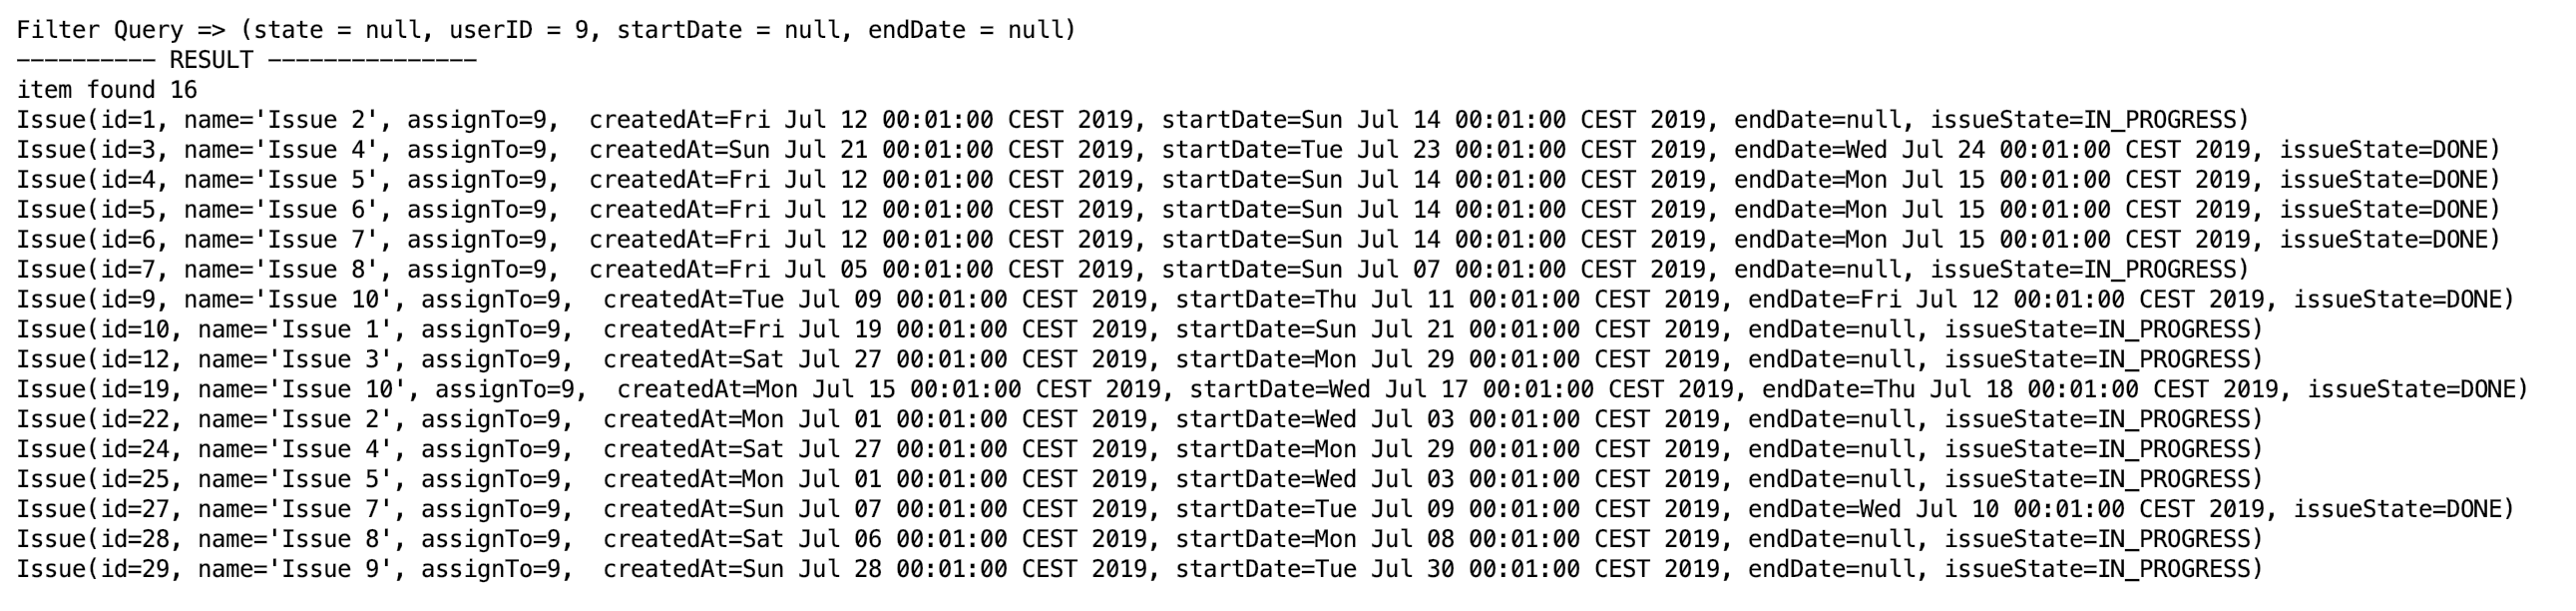 Filter Query => (state = null, userID = 9, startDate = null, endDate = null)
---------- RESULT ---------------
item found 16
Issue(id=1, name='Issue 2', assignTo=9,  createdAt=Fri Jul 12 00:01:00 CEST 2019, startDate=Sun Jul 14 00:01:00 CEST 2019, endDate=null, issueState=IN_PROGRESS)
Issue(id=3, name='Issue 4', assignTo=9,  createdAt=Sun Jul 21 00:01:00 CEST 2019, startDate=Tue Jul 23 00:01:00 CEST 2019, endDate=Wed Jul 24 00:01:00 CEST 2019, issueState=DONE)
Issue(id=4, name='Issue 5', assignTo=9,  createdAt=Fri Jul 12 00:01:00 CEST 2019, startDate=Sun Jul 14 00:01:00 CEST 2019, endDate=Mon Jul 15 00:01:00 CEST 2019, issueState=DONE)
Issue(id=5, name='Issue 6', assignTo=9,  createdAt=Fri Jul 12 00:01:00 CEST 2019, startDate=Sun Jul 14 00:01:00 CEST 2019, endDate=Mon Jul 15 00:01:00 CEST 2019, issueState=DONE)
Issue(id=6, name='Issue 7', assignTo=9,  createdAt=Fri Jul 12 00:01:00 CEST 2019, startDate=Sun Jul 14 00:01:00 CEST 2019, endDate=Mon Jul 15 00:01:00 CEST 2019, issueState=DONE)
Issue(id=7, name='Issue 8', assignTo=9,  createdAt=Fri Jul 05 00:01:00 CEST 2019, startDate=Sun Jul 07 00:01:00 CEST 2019, endDate=null, issueState=IN_PROGRESS)
Issue(id=9, name='Issue 10', assignTo=9,  createdAt=Tue Jul 09 00:01:00 CEST 2019, startDate=Thu Jul 11 00:01:00 CEST 2019, endDate=Fri Jul 12 00:01:00 CEST 2019, issueState=DONE)
Issue(id=10, name='Issue 1', assignTo=9,  createdAt=Fri Jul 19 00:01:00 CEST 2019, startDate=Sun Jul 21 00:01:00 CEST 2019, endDate=null, issueState=IN_PROGRESS)
Issue(id=12, name='Issue 3', assignTo=9,  createdAt=Sat Jul 27 00:01:00 CEST 2019, startDate=Mon Jul 29 00:01:00 CEST 2019, endDate=null, issueState=IN_PROGRESS)
Issue(id=19, name='Issue 10', assignTo=9,  createdAt=Mon Jul 15 00:01:00 CEST 2019, startDate=Wed Jul 17 00:01:00 CEST 2019, endDate=Thu Jul 18 00:01:00 CEST 2019, issueState=DONE)
Issue(id=22, name='Issue 2', assignTo=9,  createdAt=Mon Jul 01 00:01:00 CEST 2019, startDate=Wed Jul 03 00:01:00 CEST 2019, endDate=null, issueState=IN_PROGRESS)
Issue(id=24, name='Issue 4', assignTo=9,  createdAt=Sat Jul 27 00:01:00 CEST 2019, startDate=Mon Jul 29 00:01:00 CEST 2019, endDate=null, issueState=IN_PROGRESS)
Issue(id=25, name='Issue 5', assignTo=9,  createdAt=Mon Jul 01 00:01:00 CEST 2019, startDate=Wed Jul 03 00:01:00 CEST 2019, endDate=null, issueState=IN_PROGRESS)
Issue(id=27, name='Issue 7', assignTo=9,  createdAt=Sun Jul 07 00:01:00 CEST 2019, startDate=Tue Jul 09 00:01:00 CEST 2019, endDate=Wed Jul 10 00:01:00 CEST 2019, issueState=DONE)
Issue(id=28, name='Issue 8', assignTo=9,  createdAt=Sat Jul 06 00:01:00 CEST 2019, startDate=Mon Jul 08 00:01:00 CEST 2019, endDate=null, issueState=IN_PROGRESS)
Issue(id=29, name='Issue 9', assignTo=9,  createdAt=Sun Jul 28 00:01:00 CEST 2019, startDate=Tue Jul 30 00:01:00 CEST 2019, endDate=null, issueState=IN_PROGRESS)